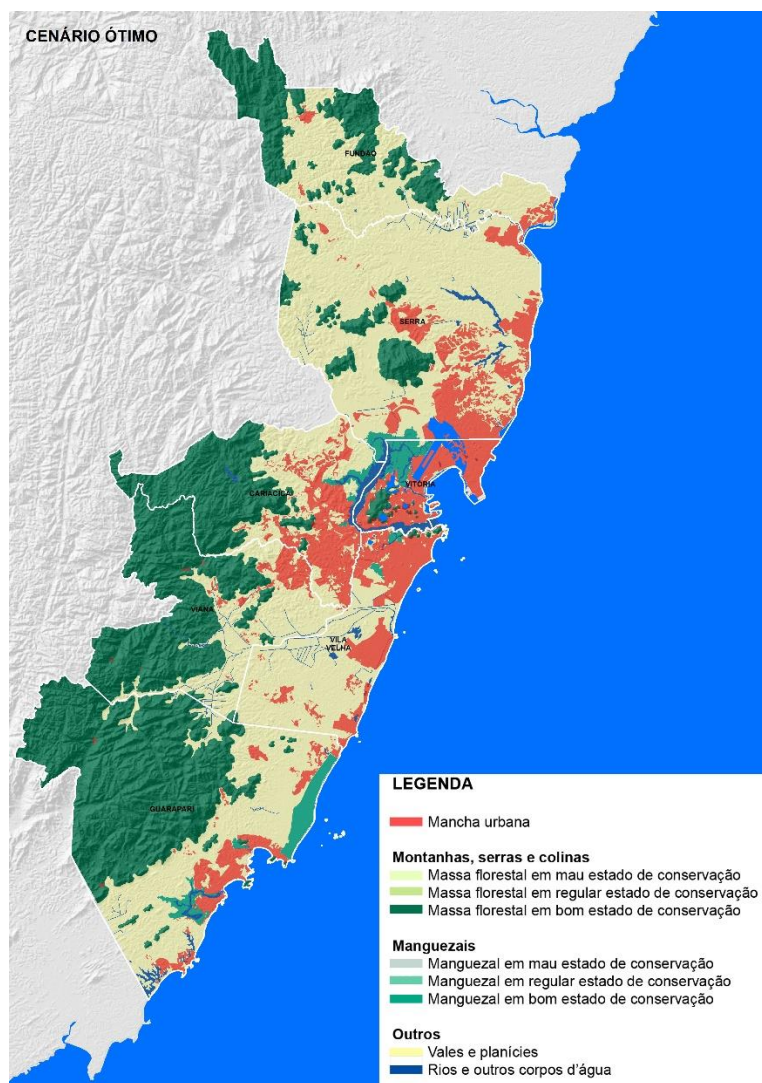 CENÁRIO ÓTIMO
FUNDÃO
SERRA
VITÓRIA
CARIACICA
VIANA
VILA
VELHA
GUARAPARI
LEGENDA
Mancha urbana
Montanhas, serras e colinas
Massa florestal em mau estado de conservação
Massa florestal em regular estado de conservação
Massa florestal em bom estado de conservação
Manguezais
Manguezal em mau estado de conservação
Manguezal em regular estado de conservação
Manguezal em bom estado de conservação
Outros
Vales e planícies
Rios e outros corpos d'água